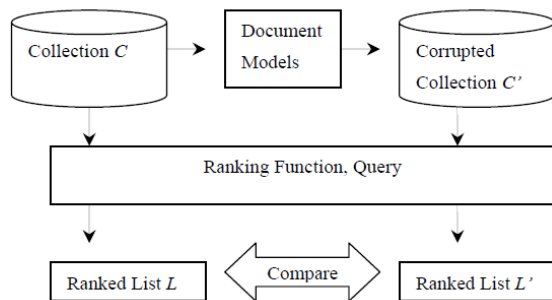 Collection C
Document
Models
Corrupted
Collection C’
Ranking Function, Query
Ranked List L
Compare
Ranked List L’